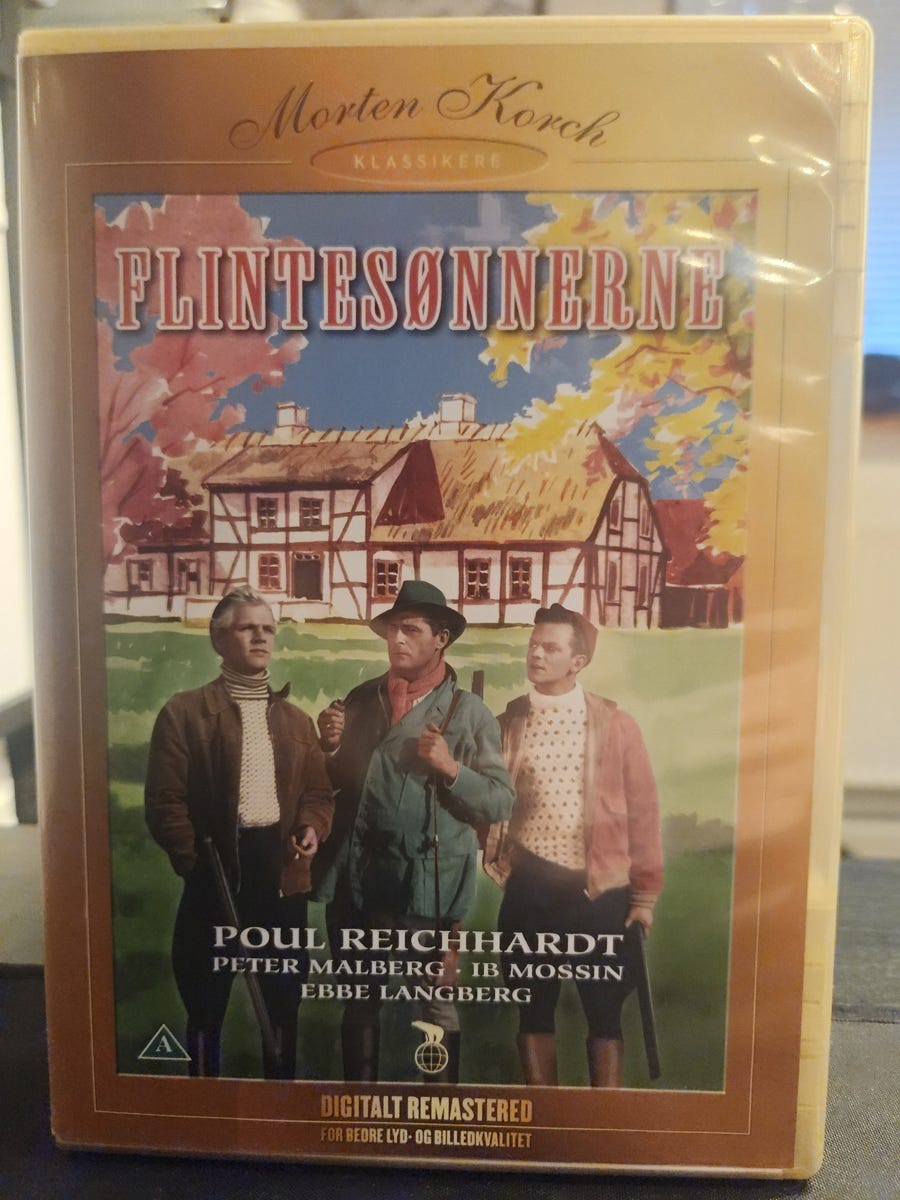 Morten Korch
KLASSIKERE
FLINTESØNNERNE
POUL REICHHARDT
PETER MALBERG · IB MOSSIN
EBBE LANGBERG
A
DIGITALT REMASTERED
FOR BEDRE LYD- OG BILLEDKVALITET